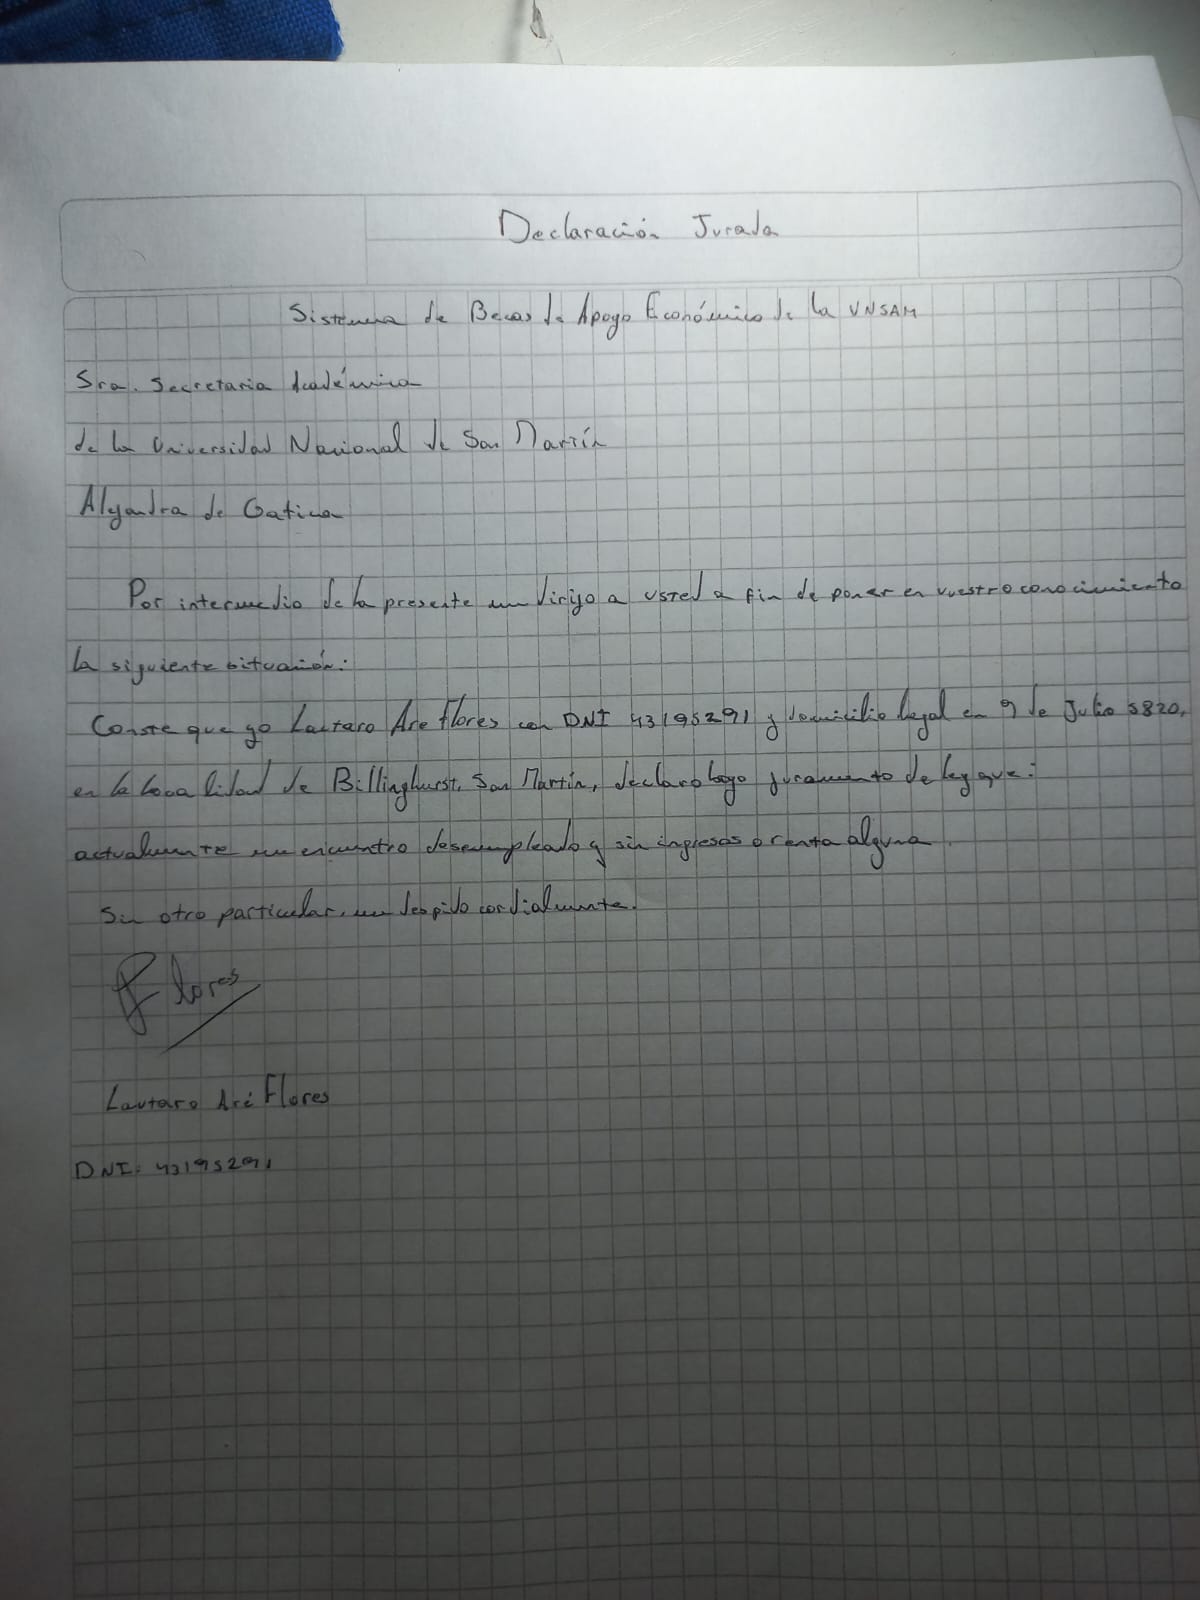 Declaración Jurada
Sistema de Becas de Apoyo Económico de la UNSAM
Sra. Secretaria Académica
de la Universidad Nacional de San Martín
Alejandra de Gatica
Por intermedio de la presente me dirijo a usted a fin de poner en vuestro conocimiento
la siguiente situación:
Conste que yo Lautaro Are Flores con DNI 43195291 y domicilio legal en 9 de Julio 5820,
en la localidad de Billinghurst, San Martín, declaro bajo juramento de ley que:
actualmente me encuentro desempleado y sin ingresos o renta alguna
Sin otro particular, me despido cordialmente.
Flores
Lautaro Aré Flores
DNI: 43195291